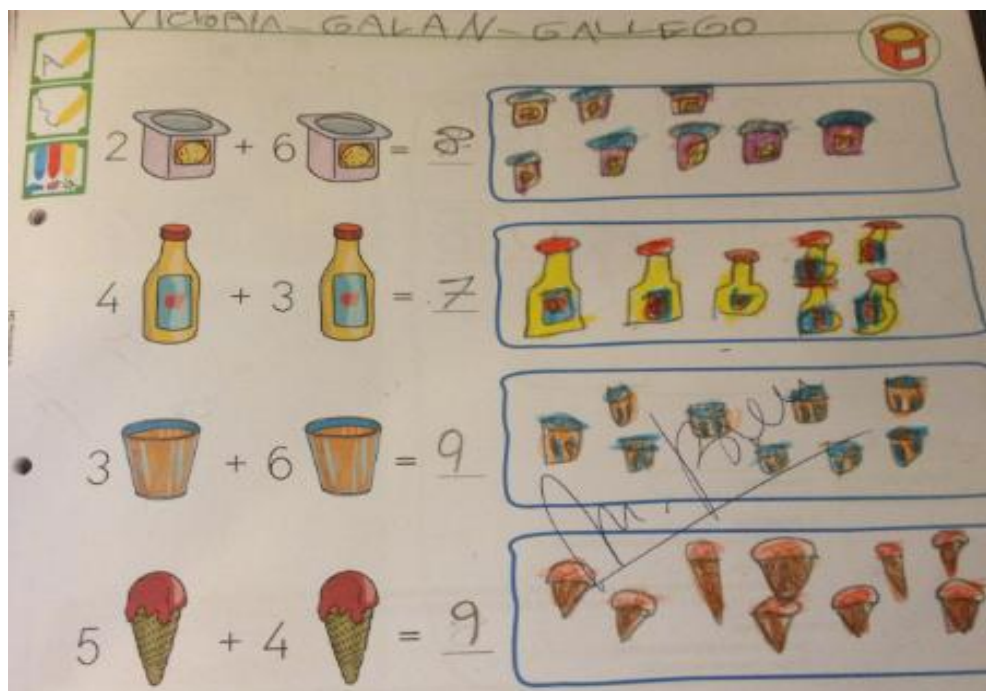 VICTORIA GALAN GALLEGO
2 + 6 = 8
4 + 3 = 7
3 + 6 = 9
5 + 4 = 9